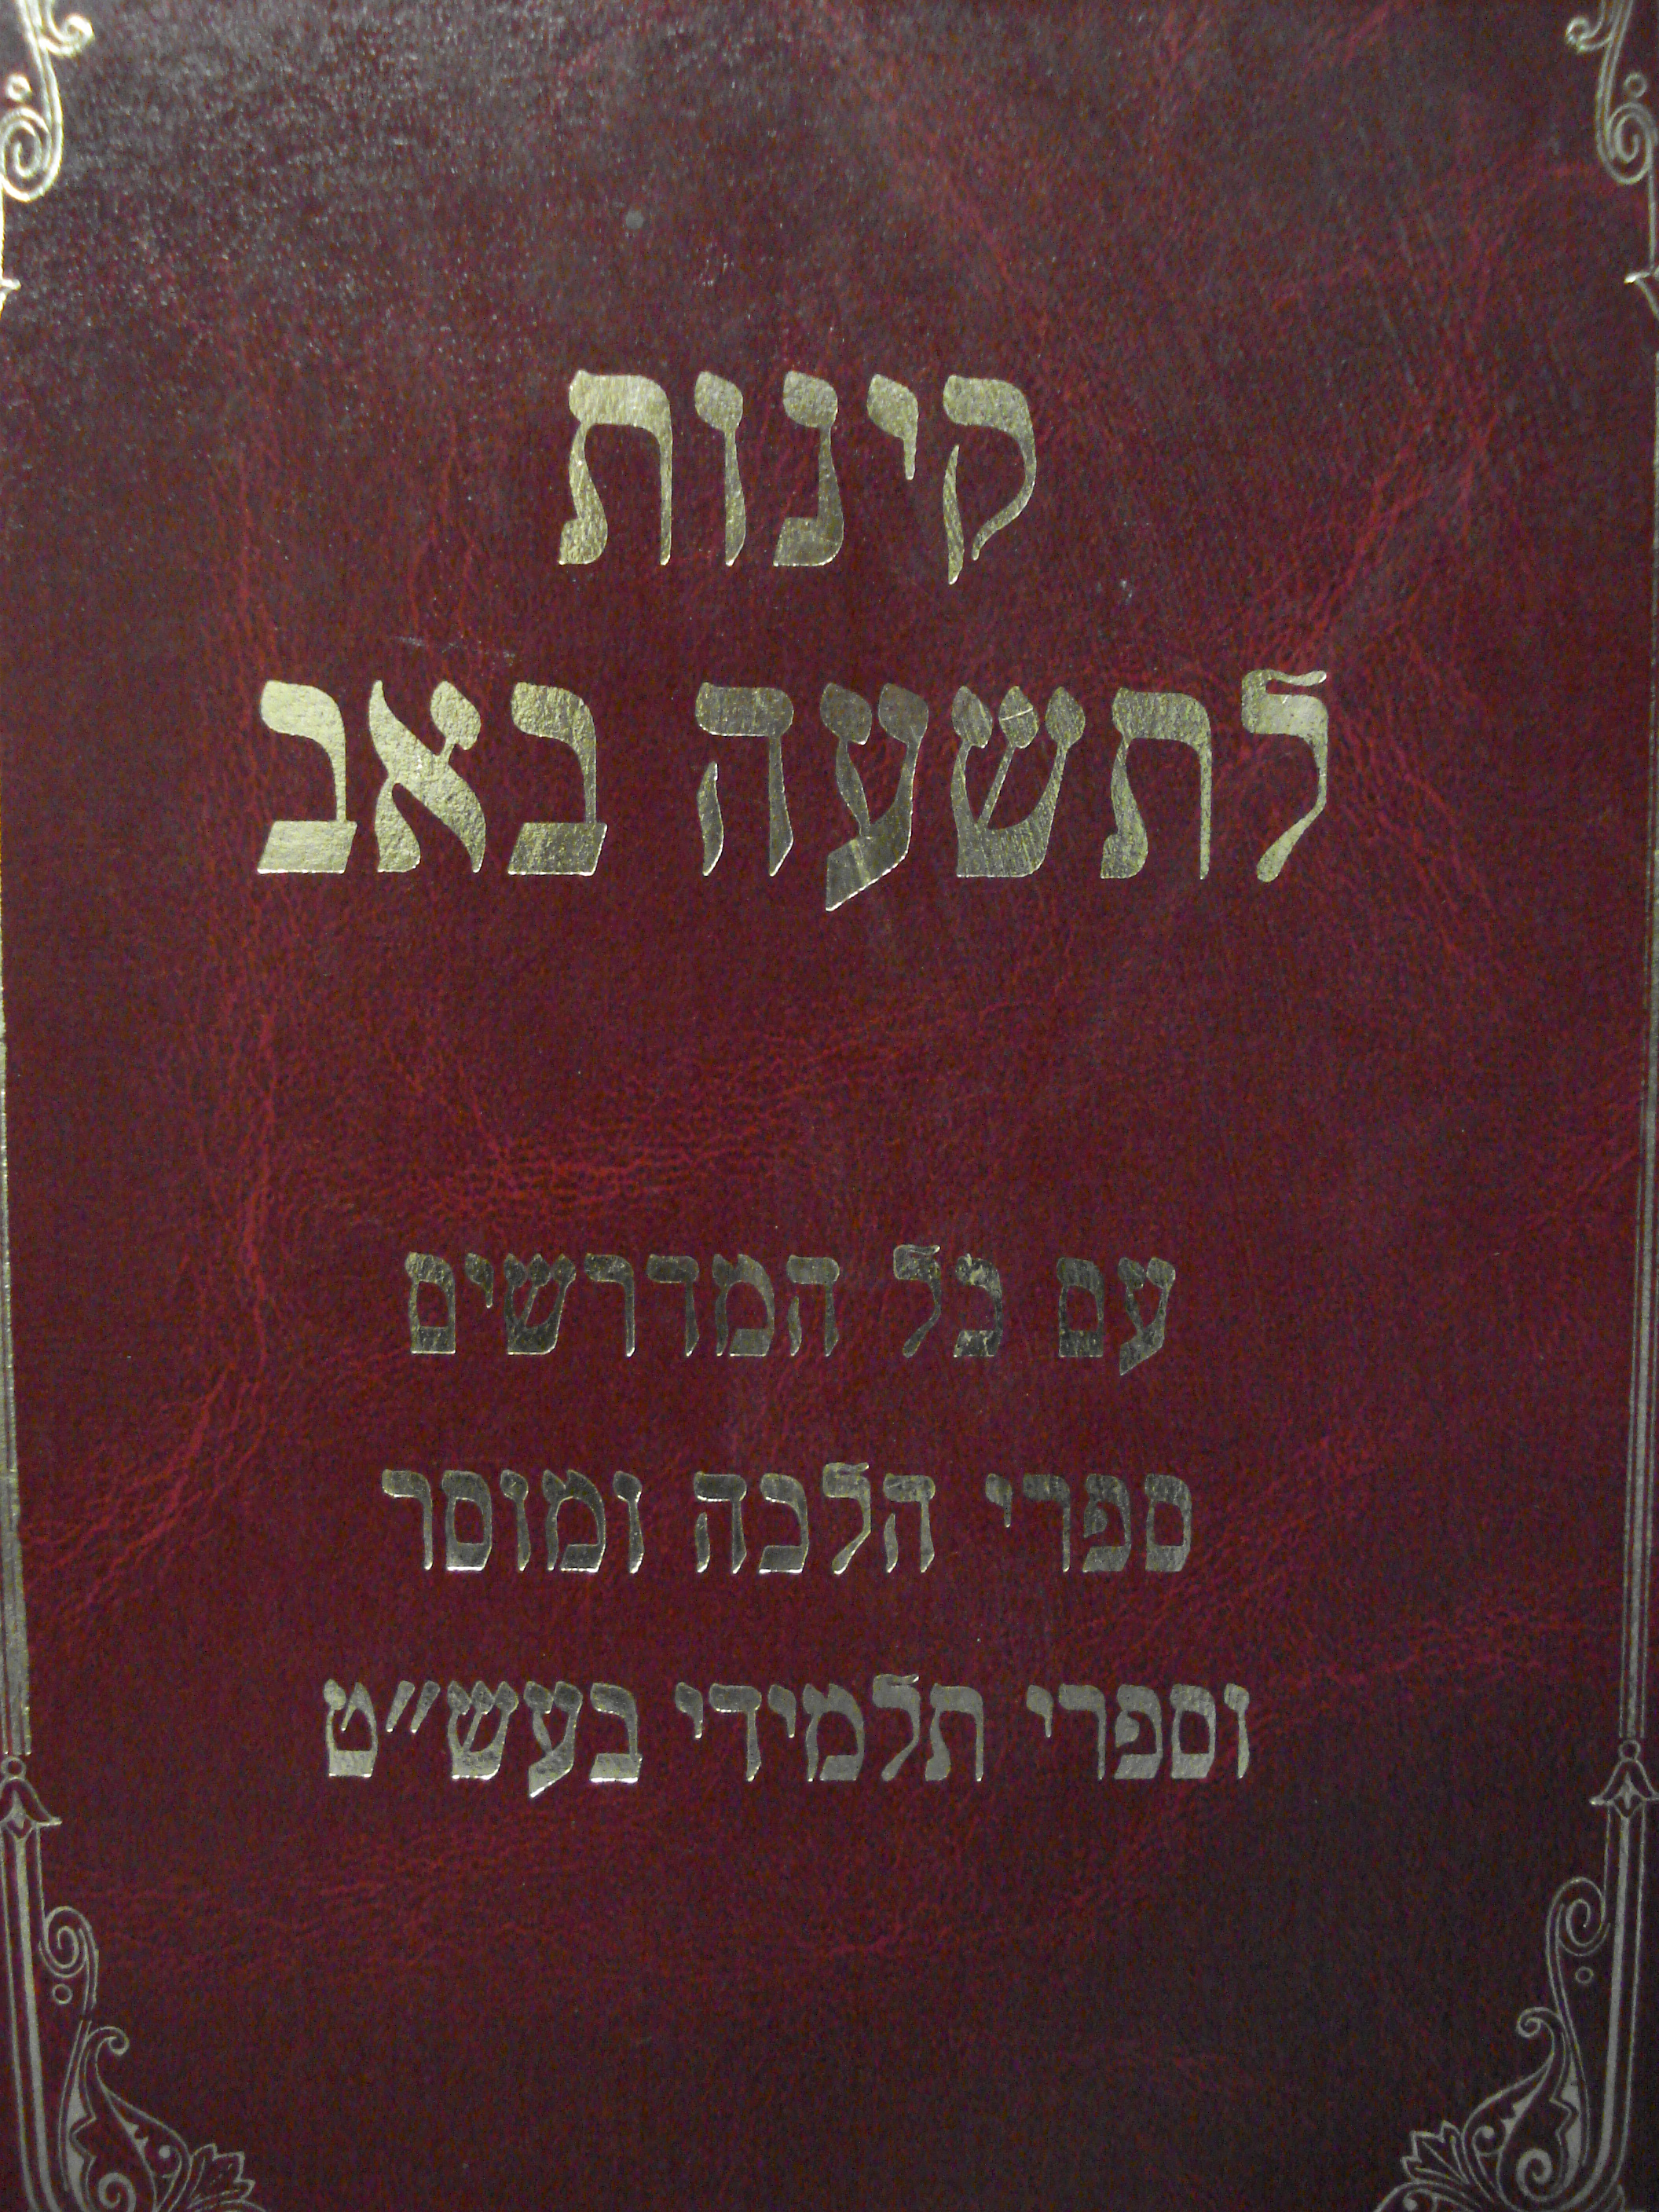 קינות
לתשעה באב
עם כל המדרשים
ספרי הלכה ומוסר
וספרי תלמידי בעש״ט